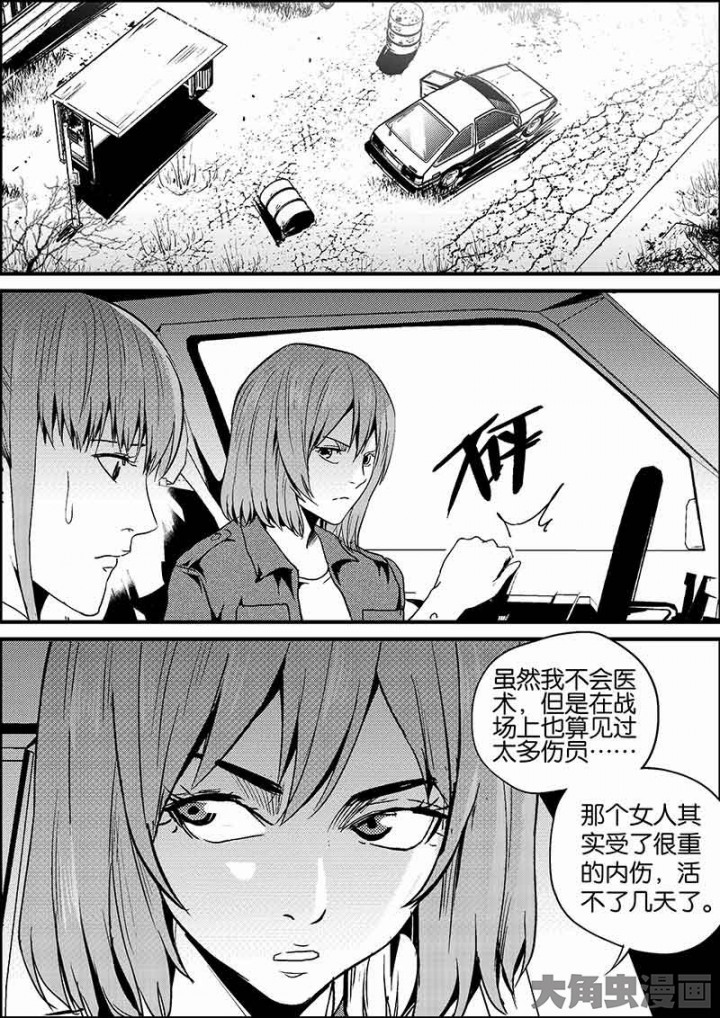 砰
虽然我不会医
术，但是在战
场上也算见过
太多伤员……
那个女人其
实受了很重
的内伤，活
不了几天了。
大角虫漫画